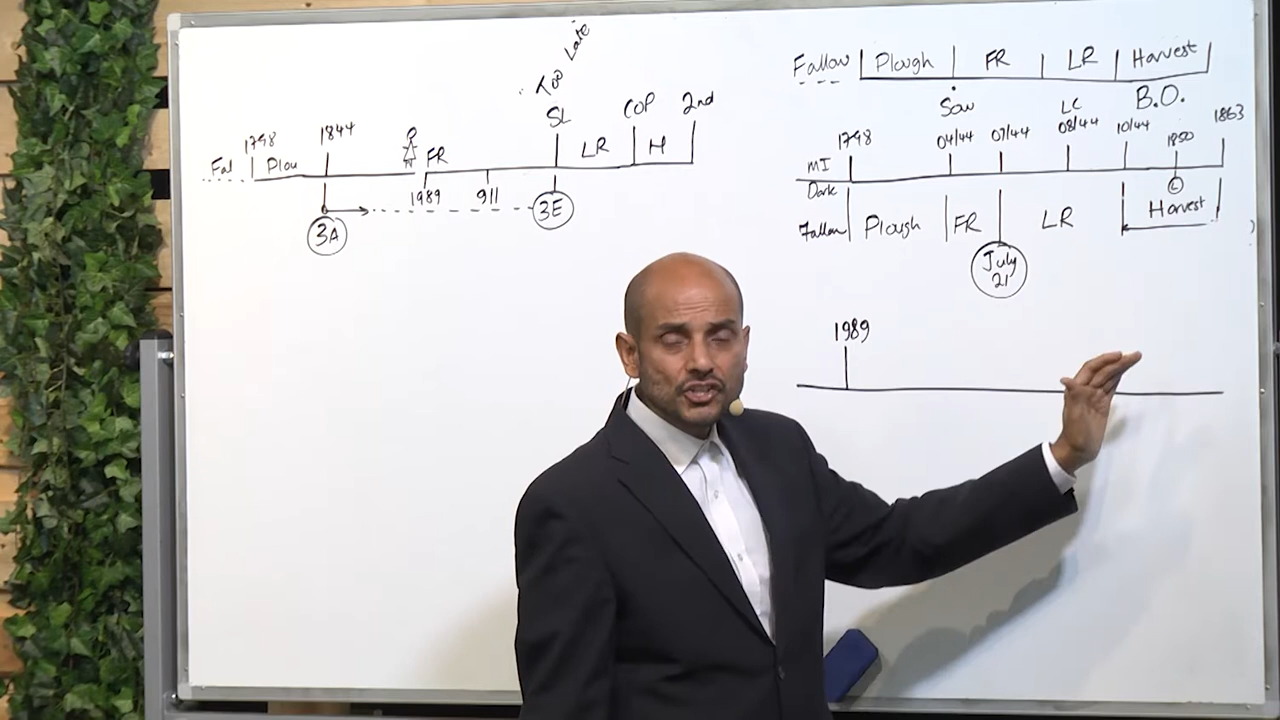 Too Late
SL COP 2nd
1798 1844 LR H
Fal Plou FR
1989 911
3A 3E
Fallow Plough FR LR Harvest
Sow LC B.O.
1798 04/44 07/44 08/44 10/44 1850 1863
MI
Dark C
Fallow Plough FR LR Harvest
July
21
1989